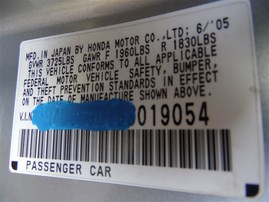 MFD. IN JAPAN BY HONDA MOTOR CO.,LTD. 6/'05
GVWR 3725LBS GAWR F 1960LBS R 1830LBS
THIS VEHICLE CONFORMS TO ALL APPLICABLE
FEDERAL MOTOR VEHICLE SAFETY, BUMPER,
AND THEFT PREVENTION STANDARDS IN EFFECT
ON THE DATE OF MANUFACTURE SHOWN ABOVE.
V.I.N. 019054
PASSENGER CAR